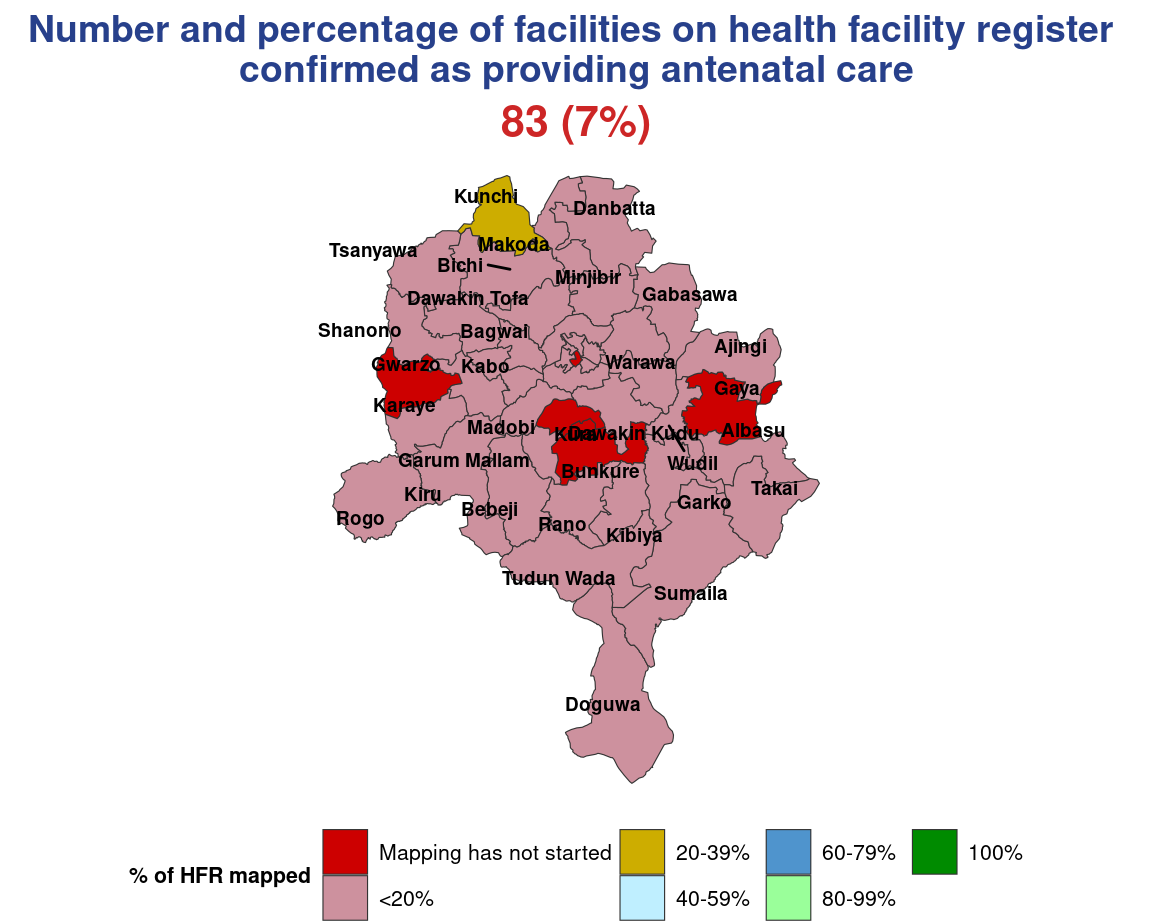 Number and percentage of facilities on health facility register
confirmed as providing antenatal care
83 (7%)
Kunchi
Danbatta
Makoda
Tsanyawa
Bichi
Minjibir
Gabasawa
Dawakin Tofa
Shanono
Bagwai
Ajingi
Gwarzo
Kabo
Warawa
Gaya
Karaye
Madobi
Kura
Dawakin Kudu
Albasu
Garum Mallam
Bunkure
Wudil
Kiru
Takai
Garko
Bebeji
Rogo
Rano
Kibiya
Tudun Wada
Sumaila
Doguwa
% of HFR mapped
Mapping has not started
<20%
20-39%
40-59%
60-79%
80-99%
100%